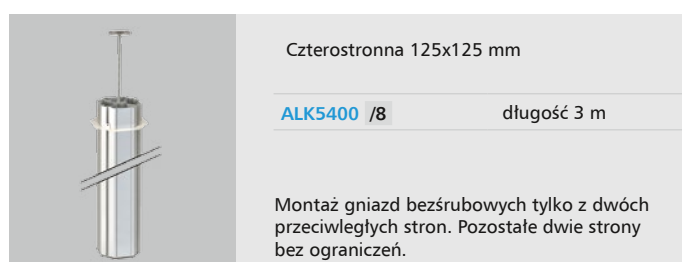 Czterostronna 125x125 mm
ALK5400 /8 długość 3 m
Montaż gniazd bezśrubowych tylko z dwóch
przeciwległych stron. Pozostałe dwie strony
bez ograniczeń.